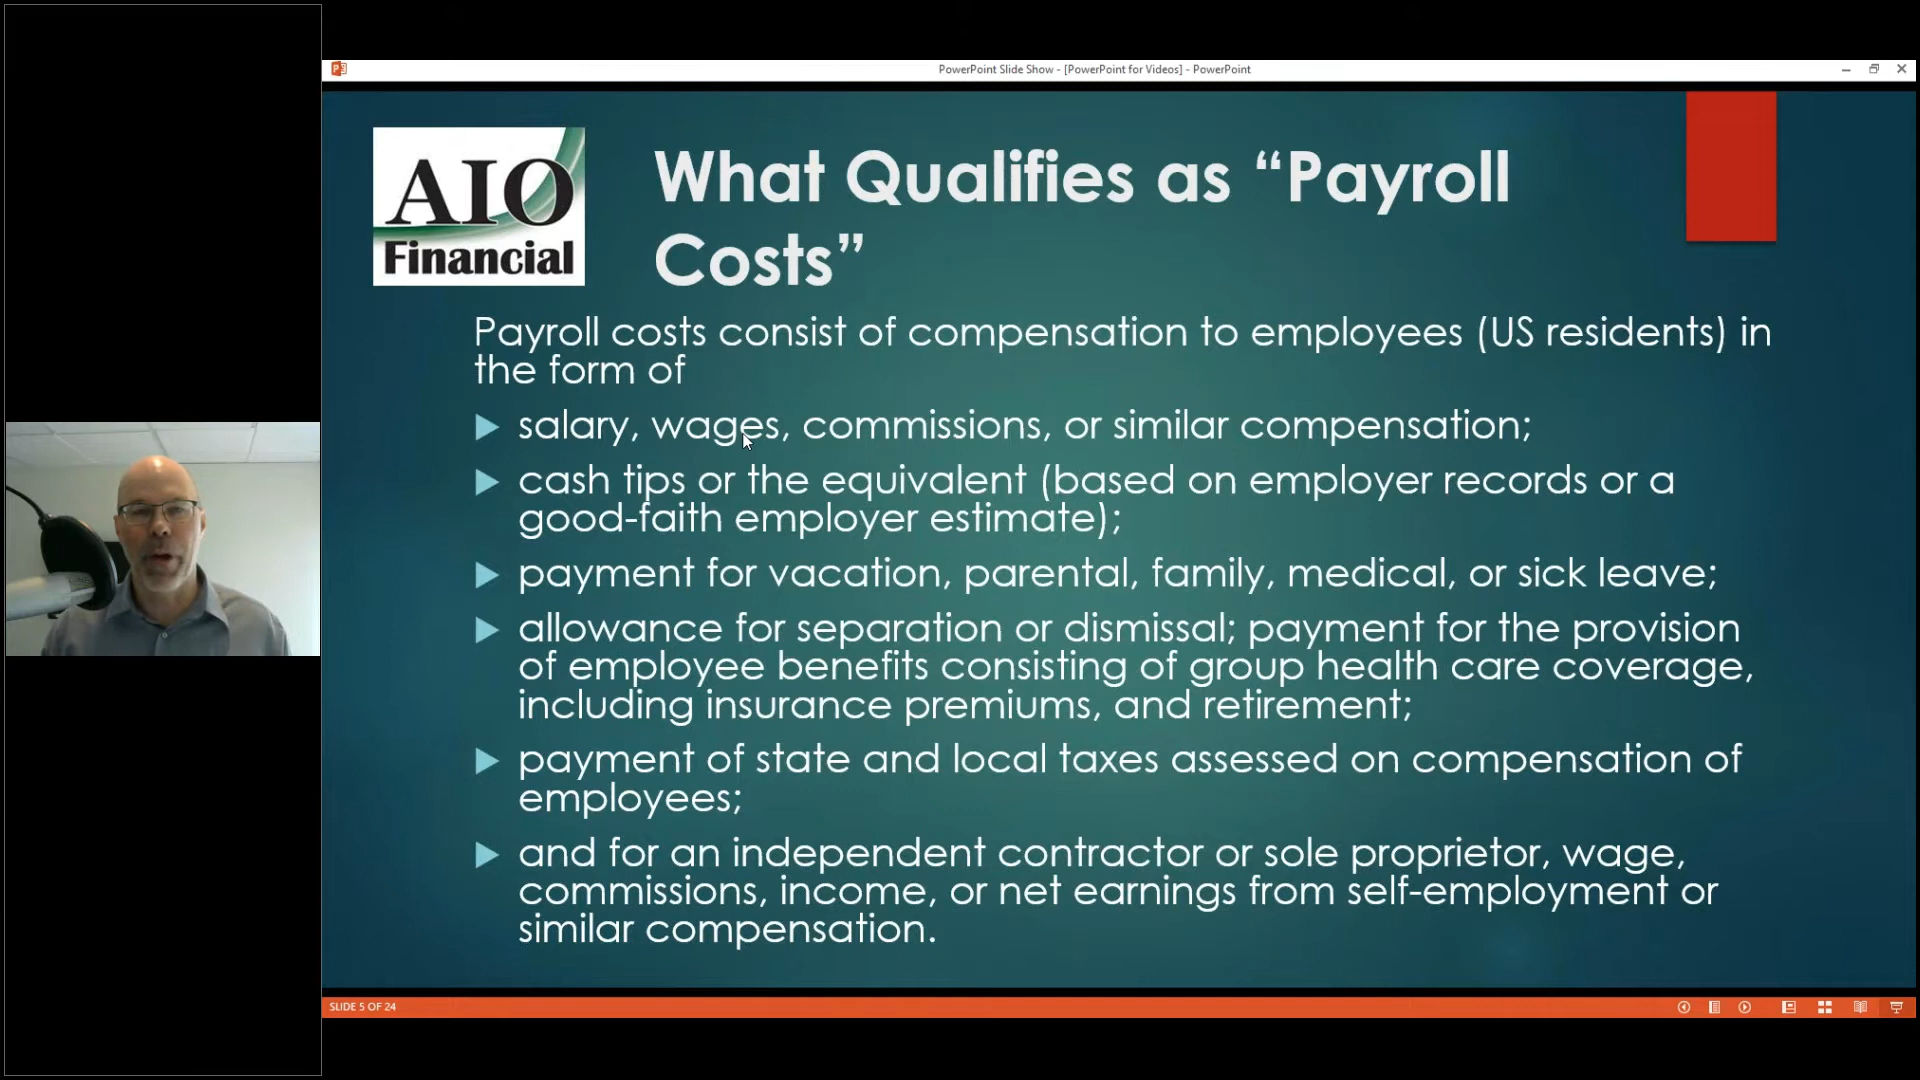 PowerPoint Slide Show - [PowerPoint for Videos] - PowerPoint
AIO
Financial
What Qualifies as “Payroll
Costs”
Payroll costs consist of compensation to employees (US residents) in
the form of
salary, wages, commissions, or similar compensation;
cash tips or the equivalent (based on employer records or a
good-faith employer estimate);
payment for vacation, parental, family, medical, or sick leave;
allowance for separation or dismissal; payment for the provision
of employee benefits consisting of group health care coverage,
including insurance premiums, and retirement;
payment of state and local taxes assessed on compensation of
employees;
and for an independent contractor or sole proprietor, wage,
commissions, income, or net earnings from self-employment or
similar compensation.
SLIDE 5 OF 24